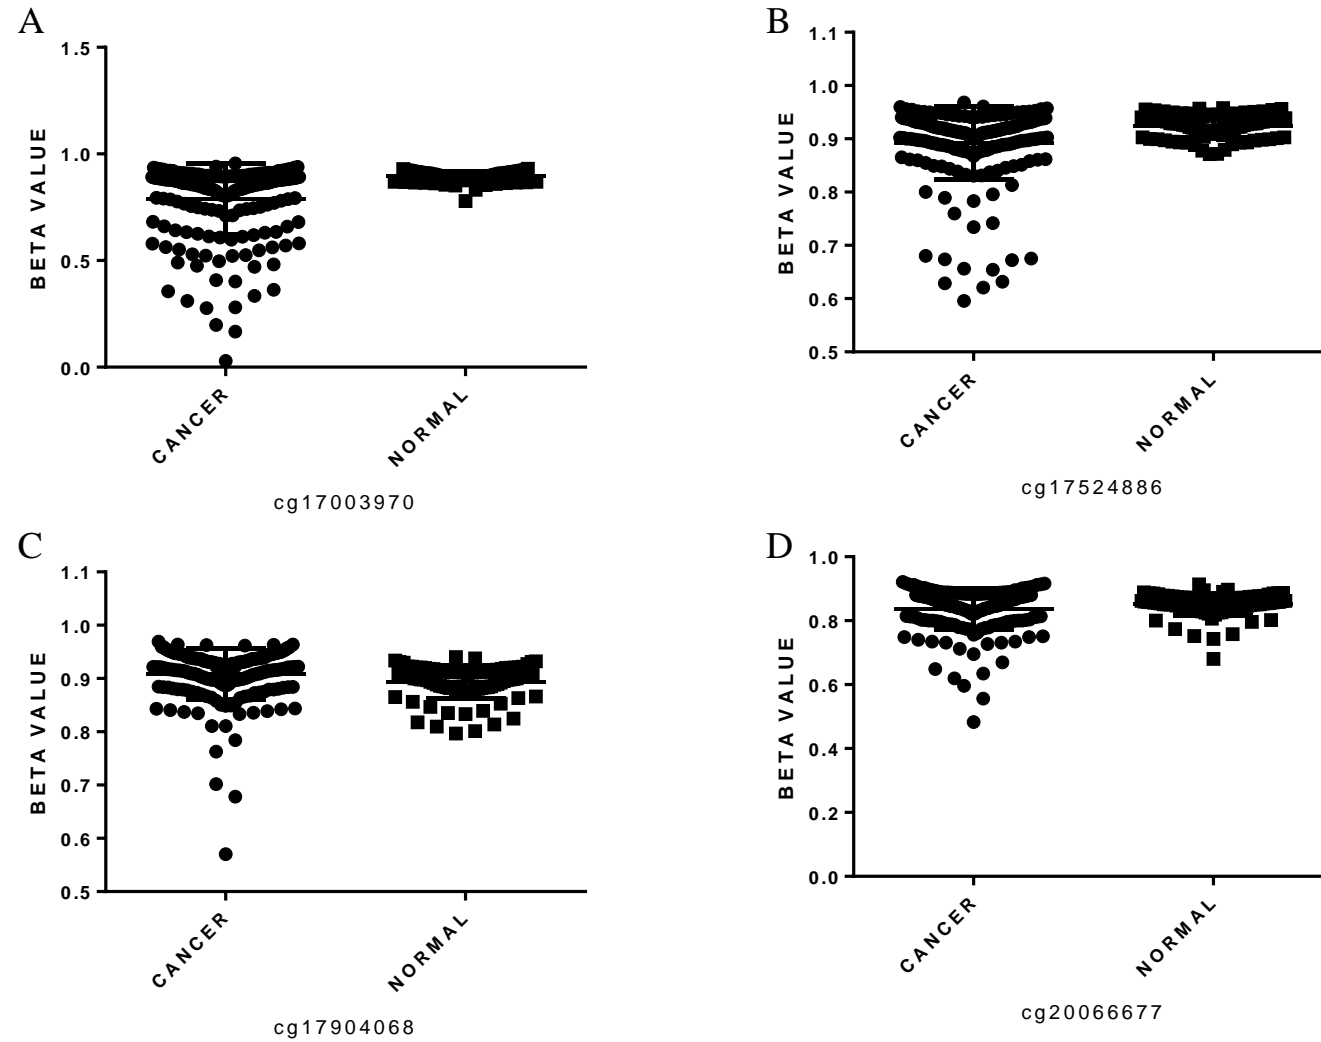 A
1.5
1.0
0.5
0.0
BETA VALUE
CANCER
NORMAL
cg17003970
B
1.1
1.0
0.9
0.8
0.7
0.6
0.5
BETA VALUE
CANCER
NORMAL
cg17524886
C
1.1
1.0
0.9
0.8
0.7
0.6
0.5
BETA VALUE
CANCER
NORMAL
cg17904068
D
1.0
0.8
0.6
0.4
0.2
0.0
BETA VALUE
CANCER
NORMAL
cg20066677